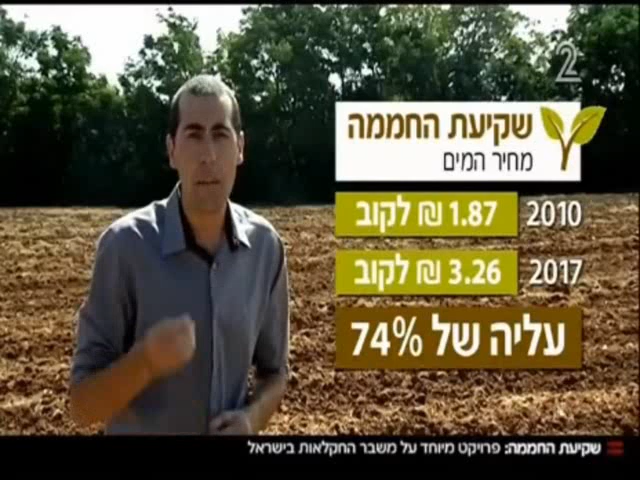 2
שקיעת החממה
מחיר המים
2010 1.87 ₪ לקוב
2017 3.26 ₪ לקוב
עליה של 74%
שקיעת החממה: פרויקט מיוחד על משבר החקלאות בישראל